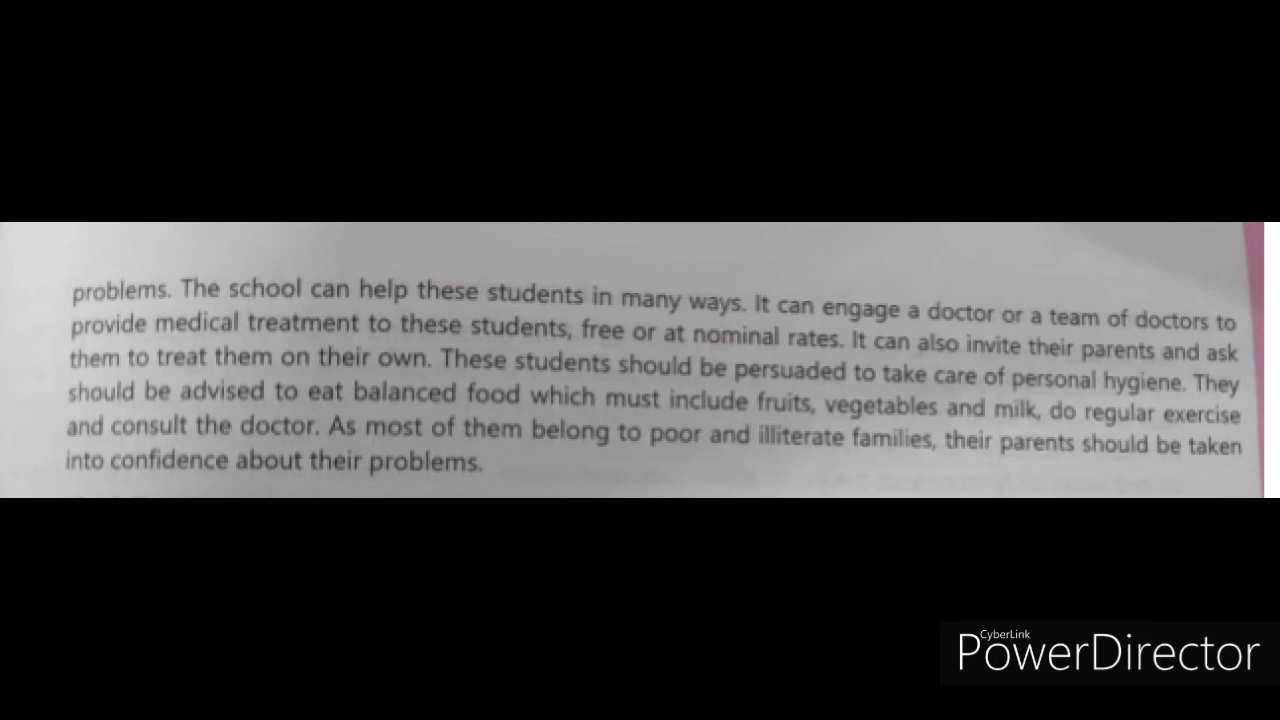 problems. The school can help these students in many ways. It can engage a doctor or a team of doctors to
provide medical treatment to these students, free or at nominal rates. It can also invite their parents and ask
them to treat them on their own. These students should be persuaded to take care of personal hygiene. They
should be advised to eat balanced food which must include fruits, vegetables and milk, do regular exercise
and consult the doctor. As most of them belong to poor and illiterate families, their parents should be taken
into confidence about their problems.
CyberLink
PowerDirector